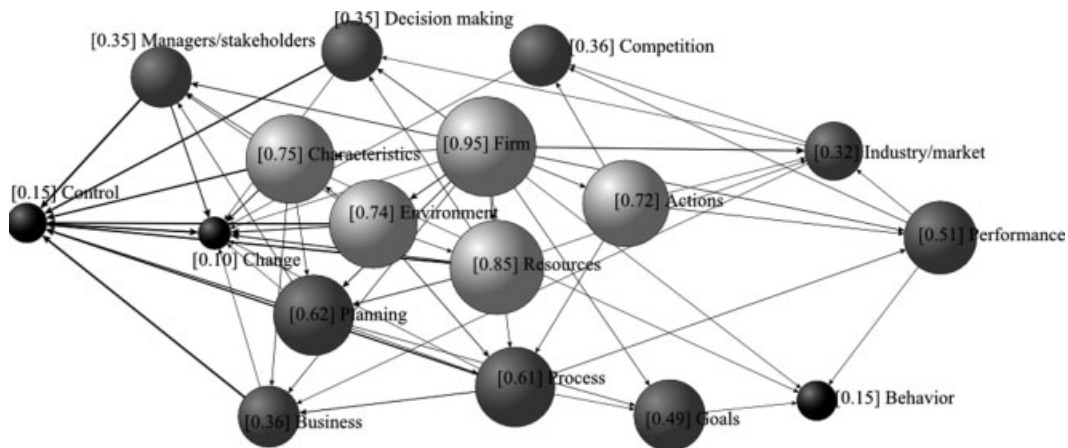 [0.35] Decision making
[0.35] Managers/stakeholders
[0.36] Competition
[0.95] Firm
[0.75] Characteristics
[0.32] Industry/market
[0.15] Control
[0.72] Actions
[0.74] Environment
[0.51] Performance
[0.10] Change
[0.85] Resources
[0.62] Planning
[0.61] Process
[0.15] Behavior
[0.49] Goals
[0.36] Business